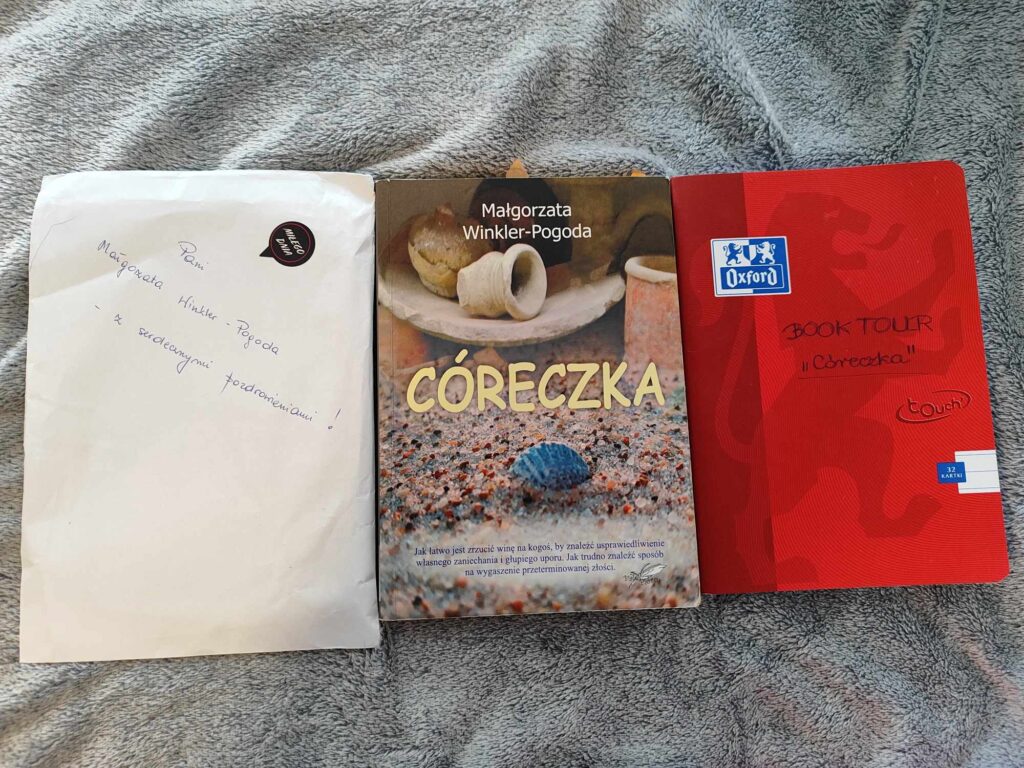 MIŁEGO
DNIA
Pani
Małgorzata Winkler-Pogoda
- z serdecznymi pozdrowieniami!
Małgorzata
Winkler-Pogoda
CÓRECZKA
Jak łatwo jest zrzucić winę na kogoś, by znaleźć usprawiedliwienie
własnego zaniechania i głupiego uporu. Jak trudno znaleźć sposób
na wygaszenie przeterminowanej złości.
Oxford
BOOK TOUR
„Córeczka"
touch
32
KARTKI